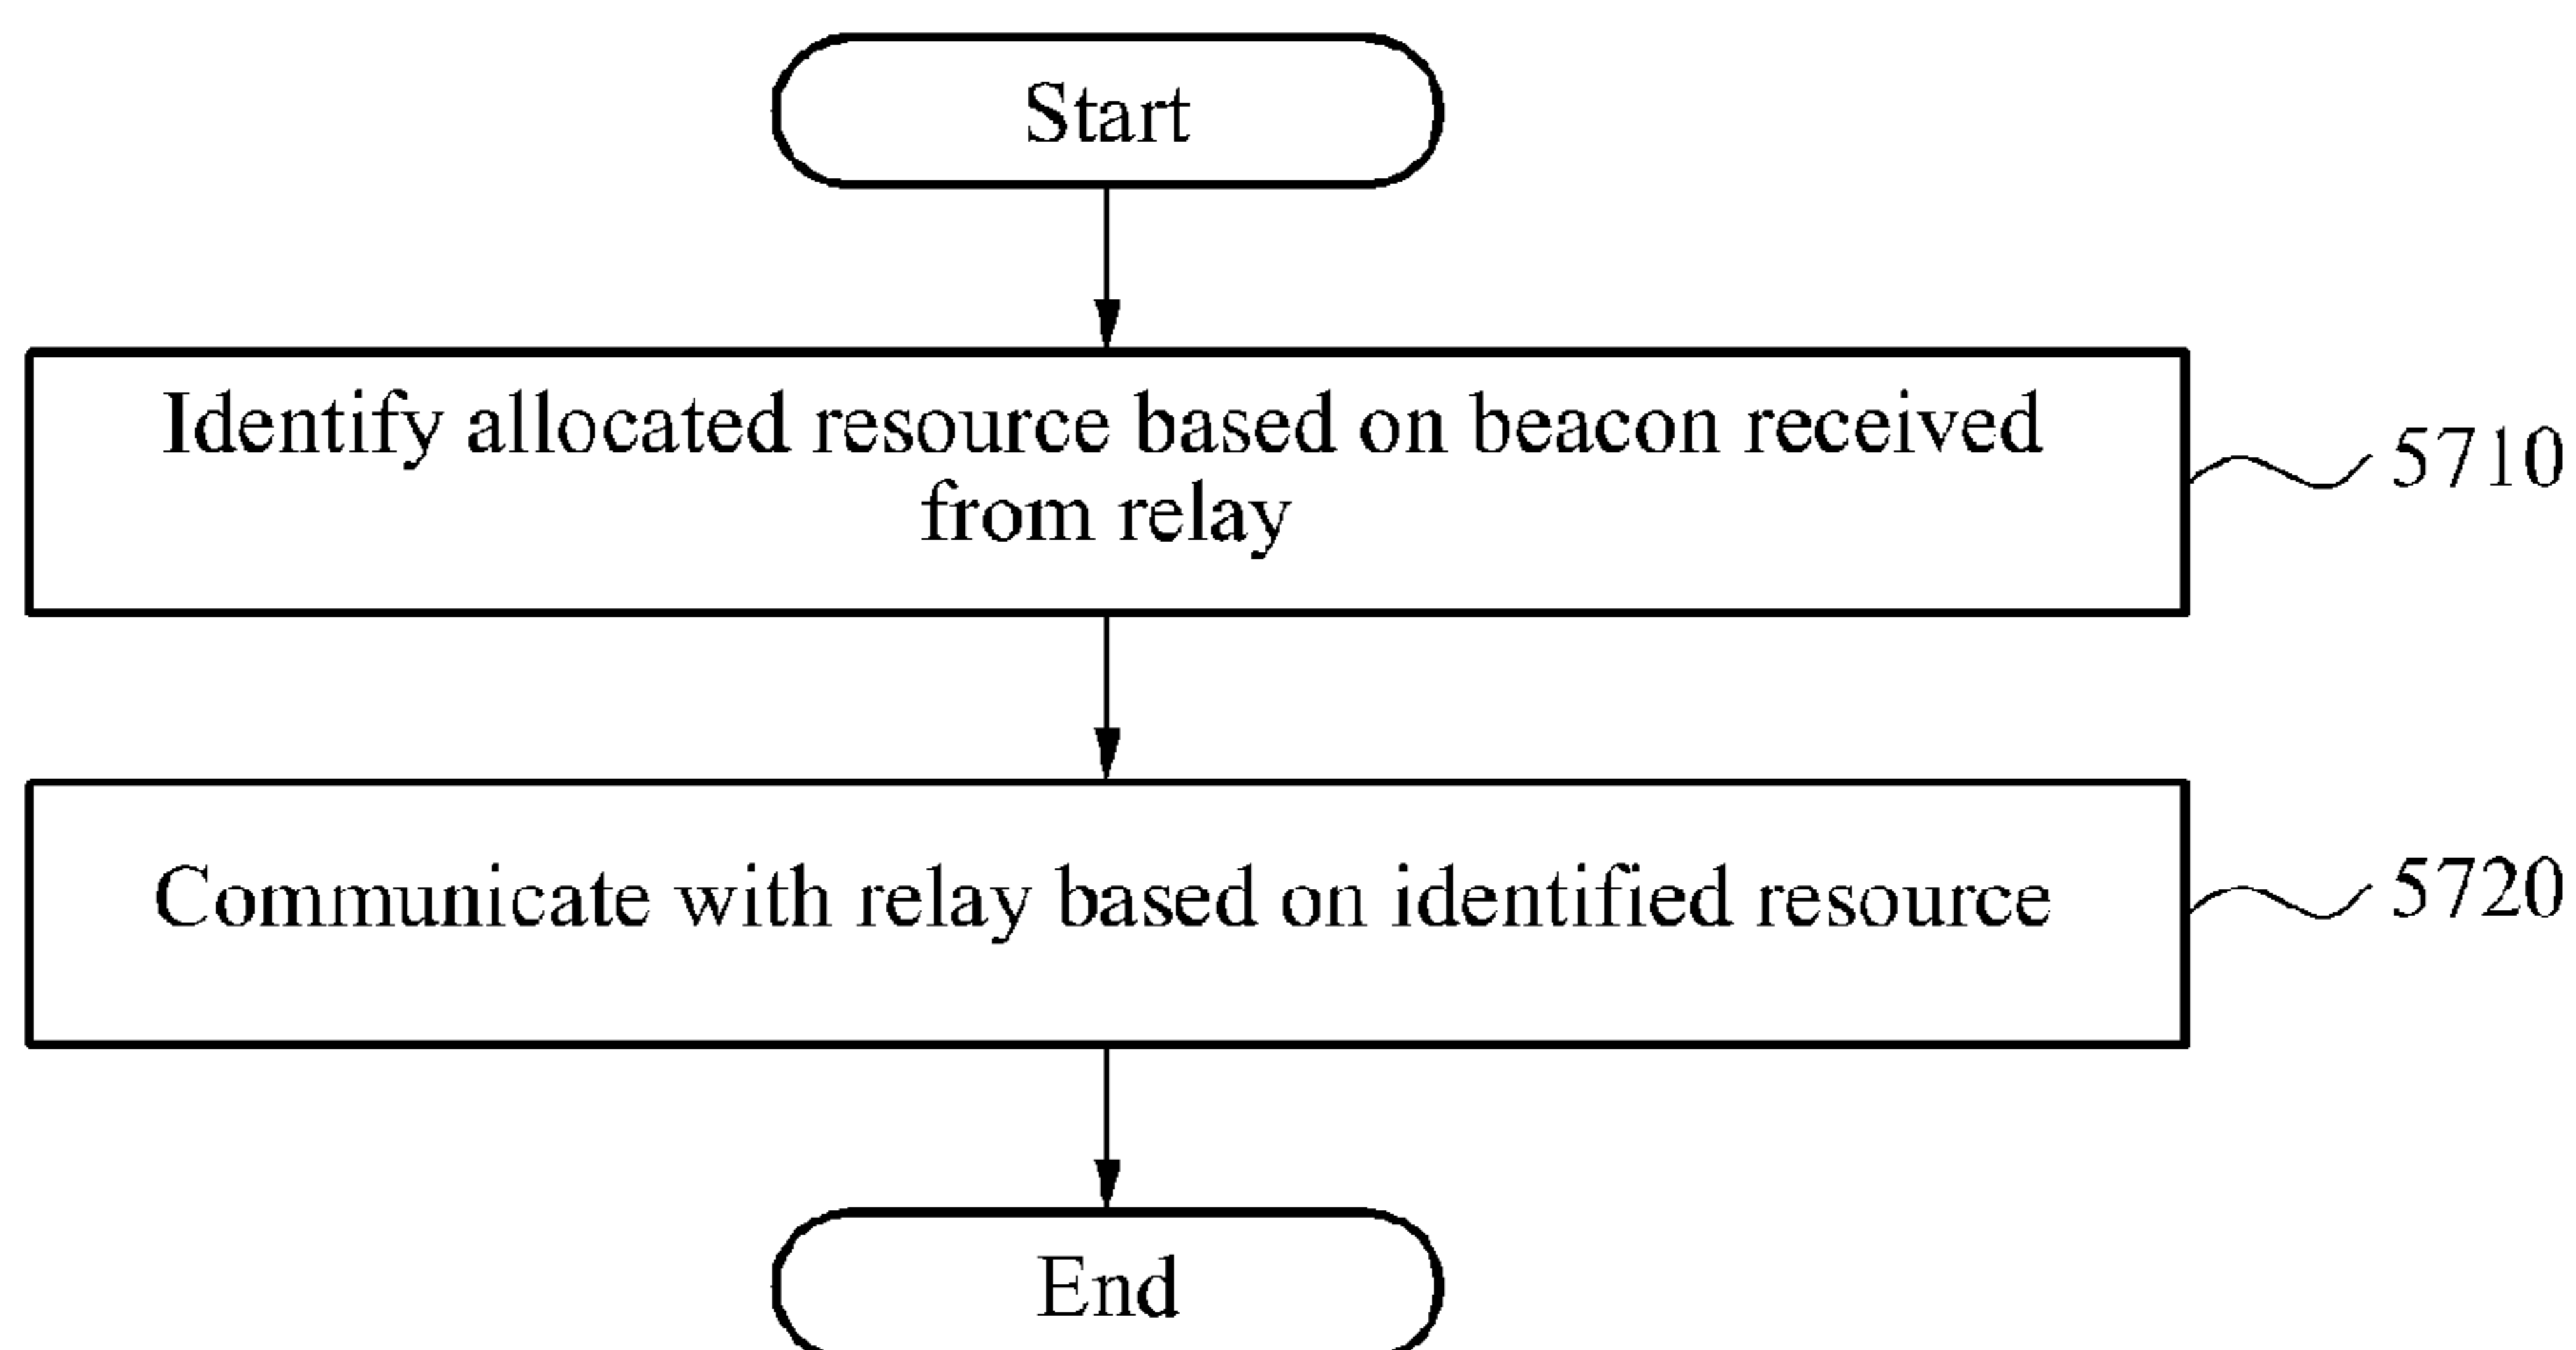 Start
Identify allocated resource based on beacon received
from relay
5710
Communicate with relay based on identified resource
5720
End